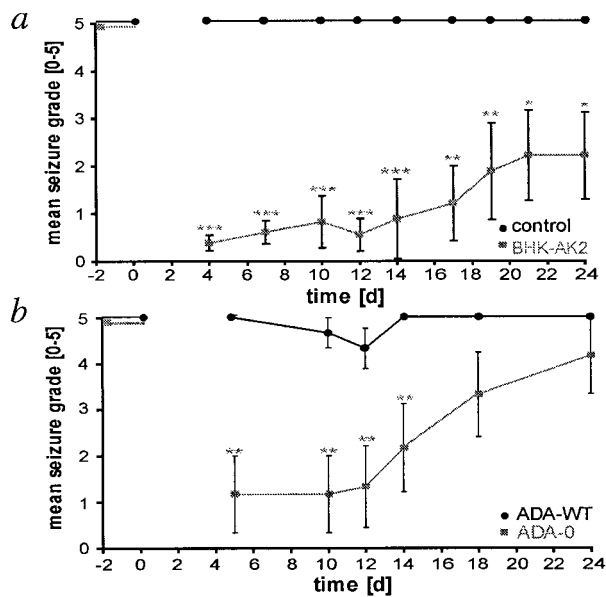 a
mean seizure grade [0-5]
5
4
3
2
1
0
***
***
***
***
***
**
**
*
*
control
BHK-AK2
-2 0 2 4 6 8 10 12 14 16 18 20 22 24
time [d]
b
mean seizure grade [0-5]
5
4
3
2
1
0
**
**
**
**
ADA-WT
ADA-0
-2 0 2 4 6 8 10 12 14 16 18 20 22 24
time [d]